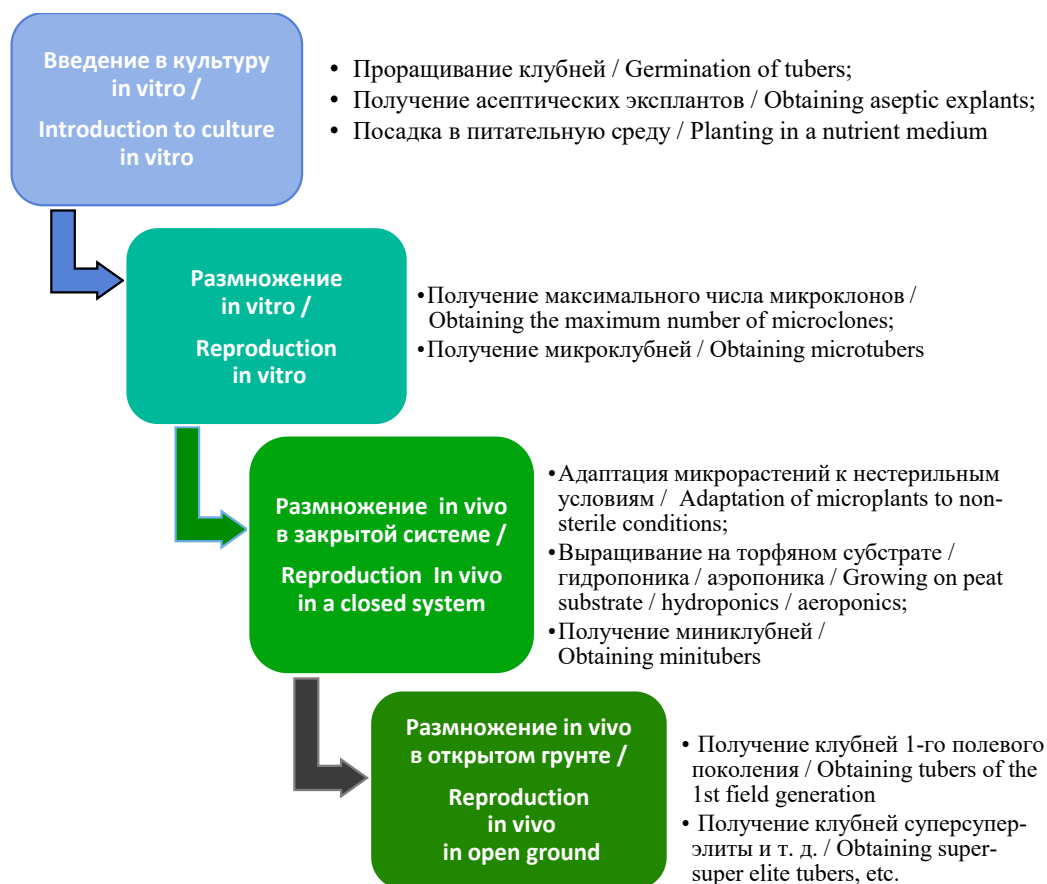 Введение в культуру
in vitro /
Introduction to culture
in vitro
• Проращивание клубней / Germination of tubers;
• Получение асептических эксплантов / Obtaining aseptic explants;
• Посадка в питательную среду / Planting in a nutrient medium
Размножение
in vitro /
Reproduction
in vitro
•Получение максимального числа микроклонов /
Obtaining the maximum number of microclones;
•Получение микроклубней / Obtaining microtubers
Размножение in vivo
в закрытой системе /
Reproduction In vivo
in a closed system
•Адаптация микрорастений к нестерильным
условиям / Adaptation of microplants to non-
sterile conditions;
•Выращивание на торфяном субстрате /
гидропоника / аэропоника / Growing on peat
substrate / hydroponics / aeroponics;
•Получение миниклубней /
Obtaining minitubers
Размножение in vivo
в открытом грунте /
Reproduction
in vivo
in open ground
• Получение клубней 1-го полевого
поколения / Obtaining tubers of the
1st field generation
• Получение клубней суперсупер-
элиты и т. д. / Obtaining super-
super elite tubers, etc.